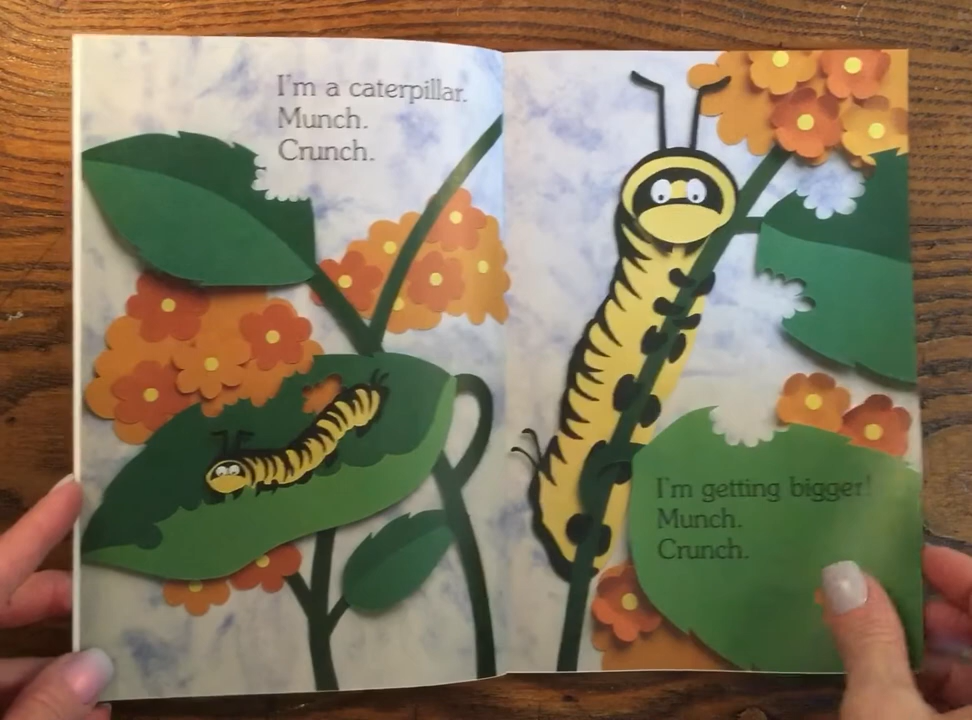 I'm a caterpillar.
Munch.
Crunch.
I'm getting bigger!
Munch.
Crunch.